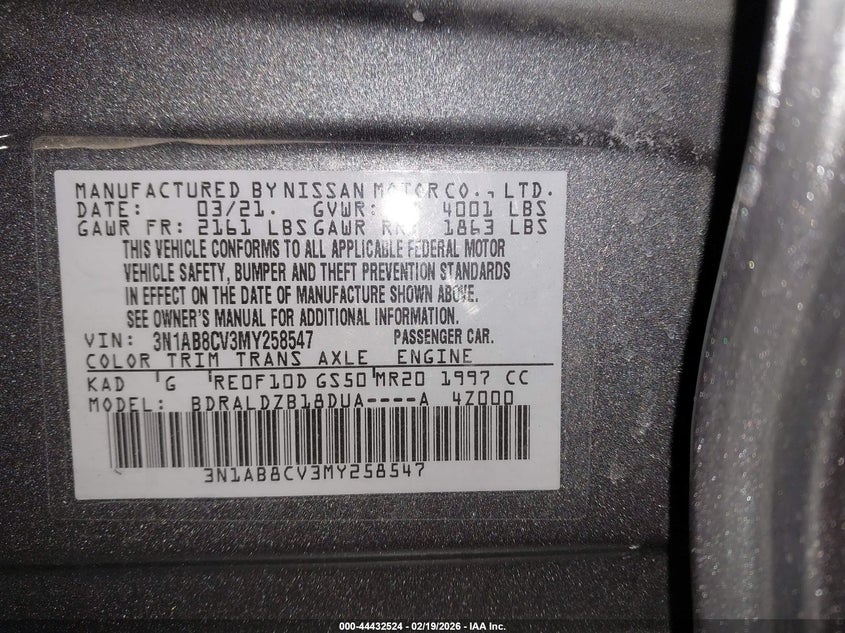 MANUFACTURED BY NISSAN MOTOR CO., LTD.
DATE: 03/21. GVWR: 4001 LBS
GAWR FR: 2161 LBS GAWR RR: 1863 LBS
THIS VEHICLE CONFORMS TO ALL APPLICABLE FEDERAL MOTOR
VEHICLE SAFETY, BUMPER AND THEFT PREVENTION STANDARDS
IN EFFECT ON THE DATE OF MANUFACTURE SHOWN ABOVE.
SEE OWNER'S MANUAL FOR ADDITIONAL INFORMATION.
VIN: 3N1AB8CV3MY258547 PASSENGER CAR.
COLOR TRIM TRANS AXLE ENGINE
KAD G RE0F10D GS50 MR20 1997 CC
MODEL: BDRALDZB18DUA----A 4Z000
3N1AB8CV3MY258547
000-44432524 - 02/19/2026 - IAA Inc.